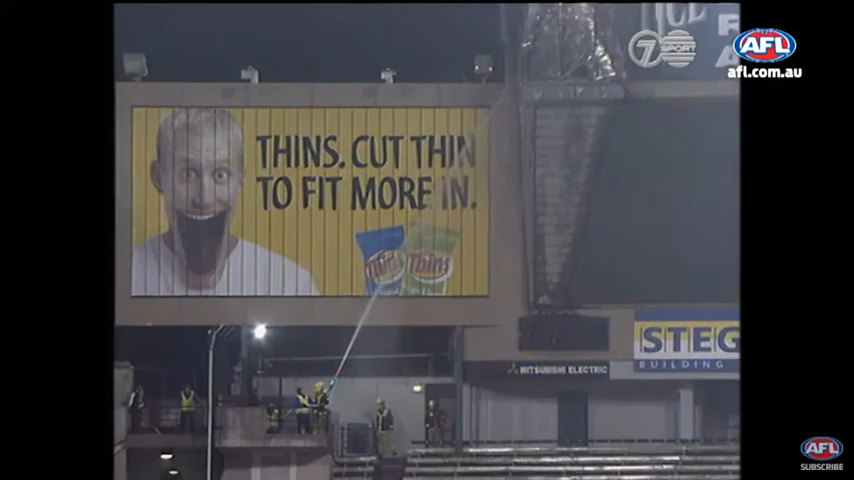 7 SPORT
AFL
afl.com.au
THINS. CUT THIN
TO FIT MORE IN.
Thins
Thins
STEG
BUILDING
MITSUBISHI ELECTRIC
AFL
SUBSCRIBE